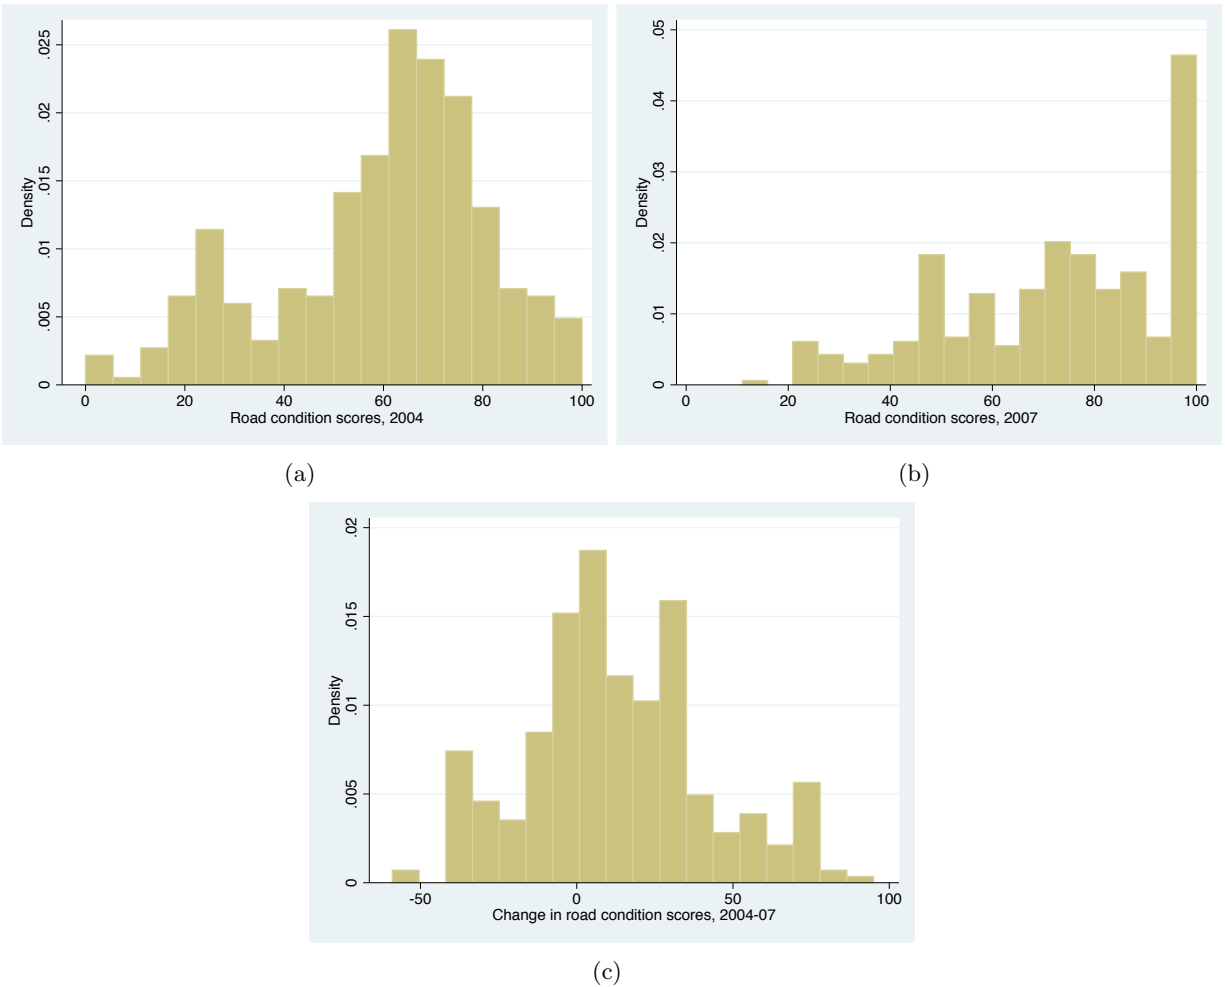 Density
.025
.02
.015
.01
.005
0
0 20 40 60 80 100
Road condition scores, 2004
(a)
Density
.05
.04
.03
.02
.01
0
0 20 40 60 80 100
Road condition scores, 2007
(b)
Density
.02
.015
.01
.005
0
-50 0 50 100
Change in road condition scores, 2004-07
(c)